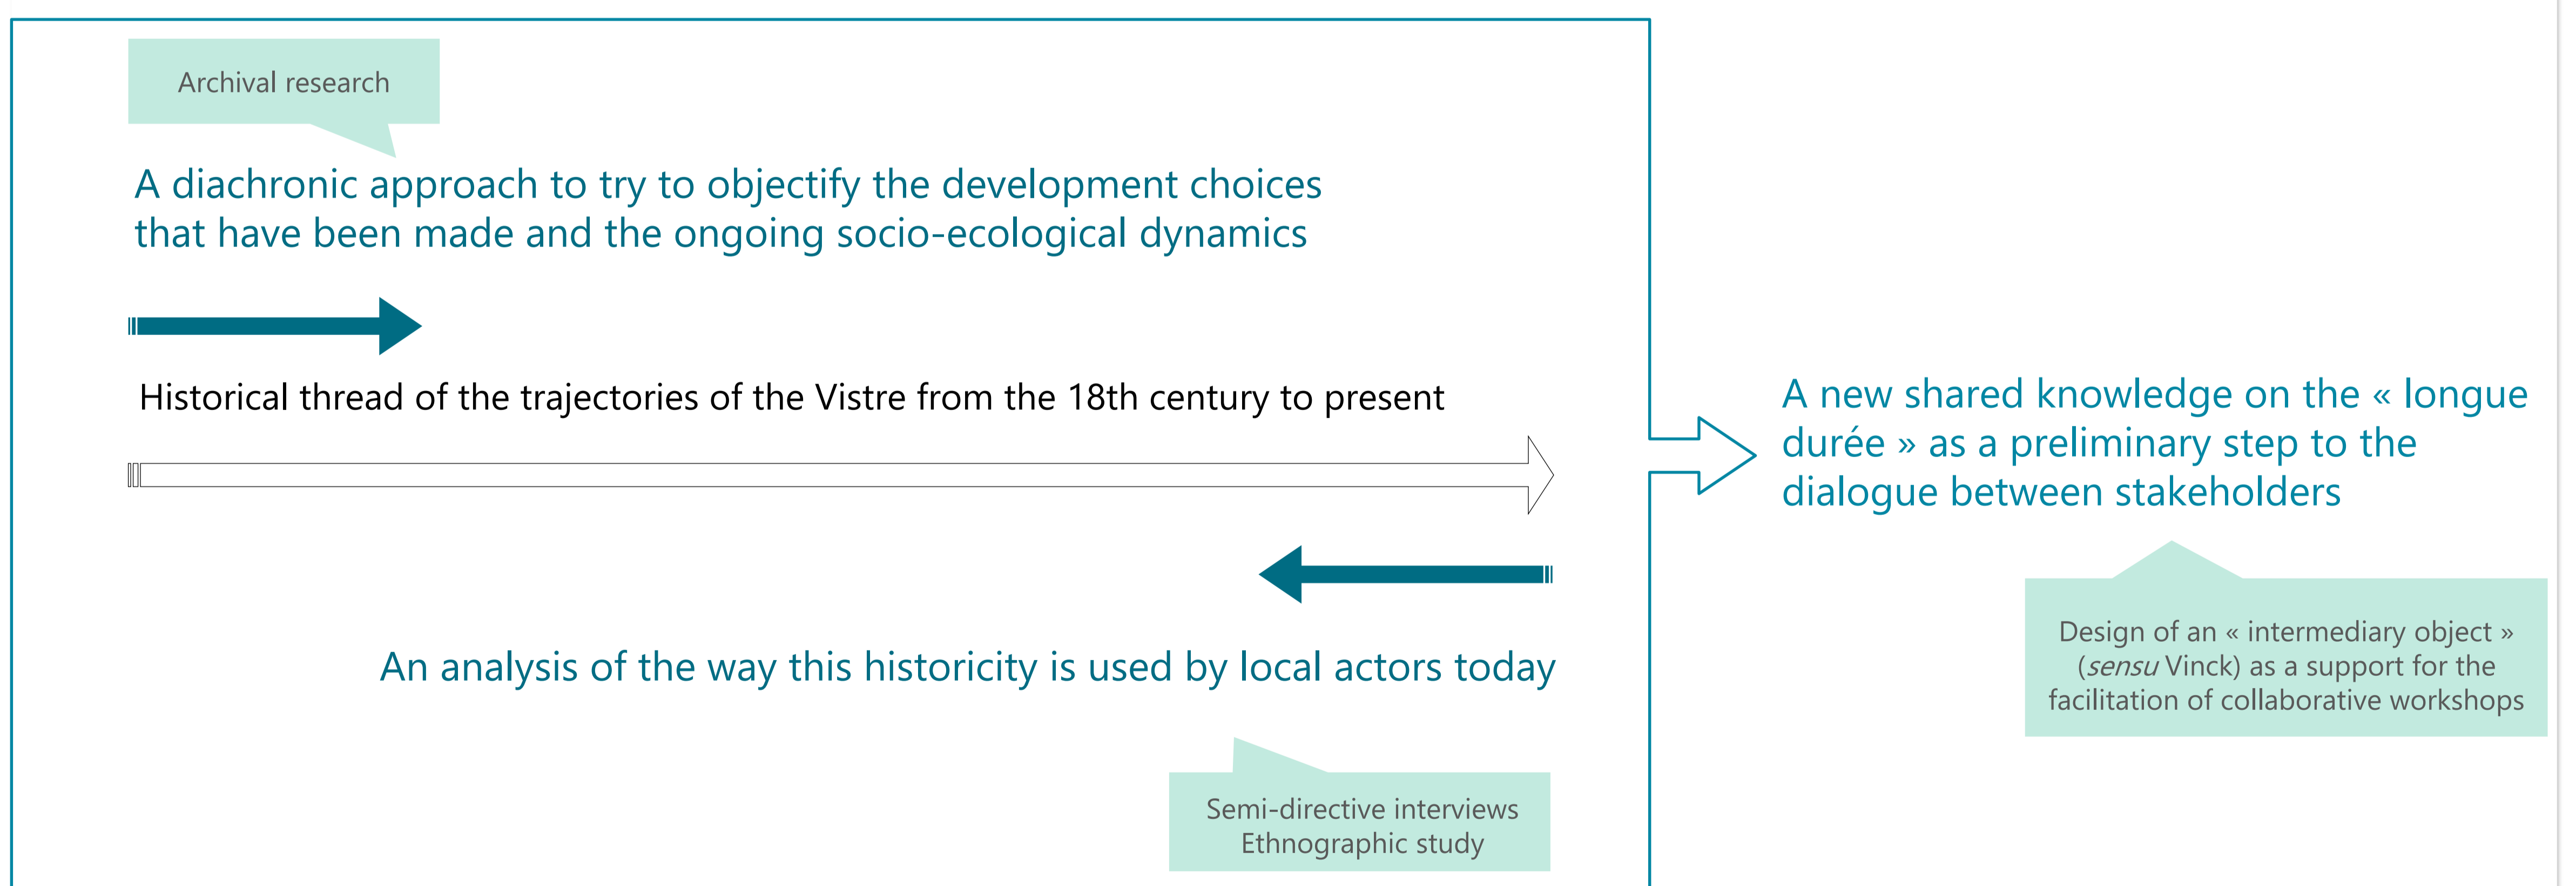 Archival research
A diachronic approach to try to objectify the development choices
that have been made and the ongoing socio-ecological dynamics
Historical thread of the trajectories of the Vistre from the 18th century to present
An analysis of the way this historicity is used by local actors today
Semi-directive interviews
Ethnographic study
A new shared knowledge on the « longue
durée » as a preliminary step to the
dialogue between stakeholders
Design of an « intermediary object »
(sensu Vinck) as a support for the
facilitation of collaborative workshops